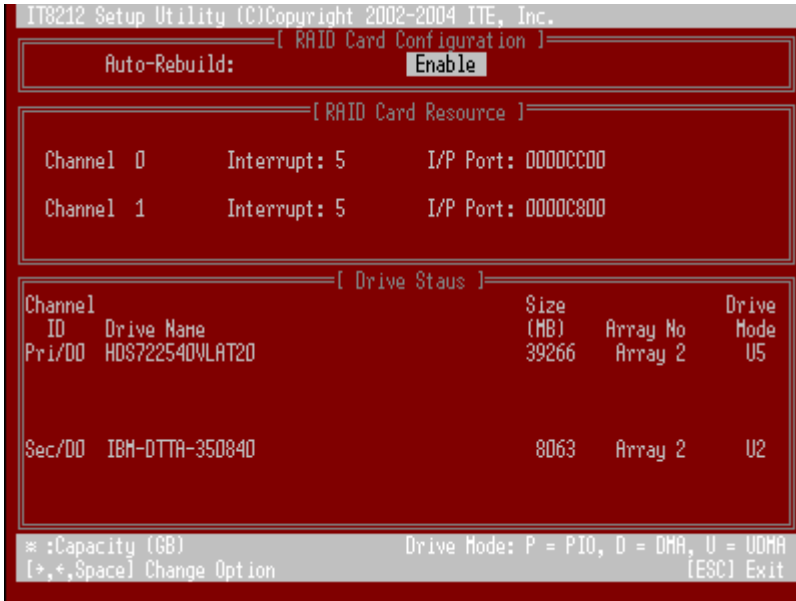 IT8212 Setup Utility (C)Copyright 2002-2004 ITE, Inc.
[ RAID Card Configuration ]
Auto-Rebuild: Enable
[ RAID Card Resource ]
Channel 0 Interrupt: 5 I/P Port: 0000CC00
Channel 1 Interrupt: 5 I/P Port: 0000C800
[ Drive Staus ]
Channel Size Drive
ID Drive Name (MB) Array No Mode
Pri/D0 HDS722540VLAT20 39266 Array 2 U5
Sec/D0 IBM-DTTA-350840 8063 Array 2 U2
* :Capacity (GB) Drive Mode: P = PIO, D = DMA, U = UDMA
[→,←,Space] Change Option [ESC] Exit